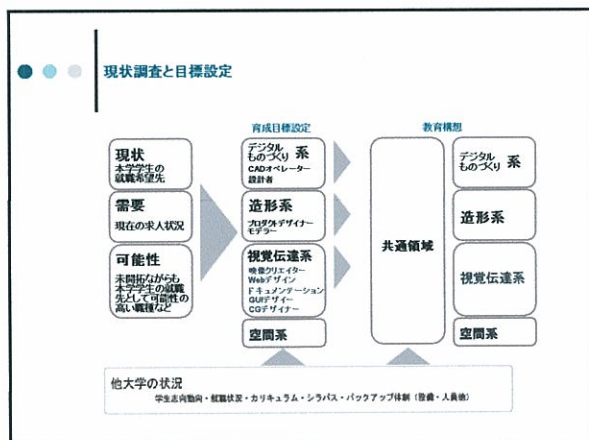 現状調査と目標設定
育成目標設定
教育構想
現状
本学学生の
就職希望先
需要
現在の求人状況
可能性
未開拓ながらも
本学学生の就職
先として可能性の
高い職種など
デジタル
ものづくり 系
CADオペレーター
設計者
造形系
プロダクトデザイナー
モデラー
視覚伝達系
映像クリエイター
Webデザイン
ドキュメンテーション
GUIデザイー
CGデザイナー
空間系
共通領域
デジタル
ものづくり 系
造形系
視覚伝達系
空間系
他大学の状況
学生志向動向・就職状況・カリキュラム・シラバス・バックアップ体制（設備・人員他）